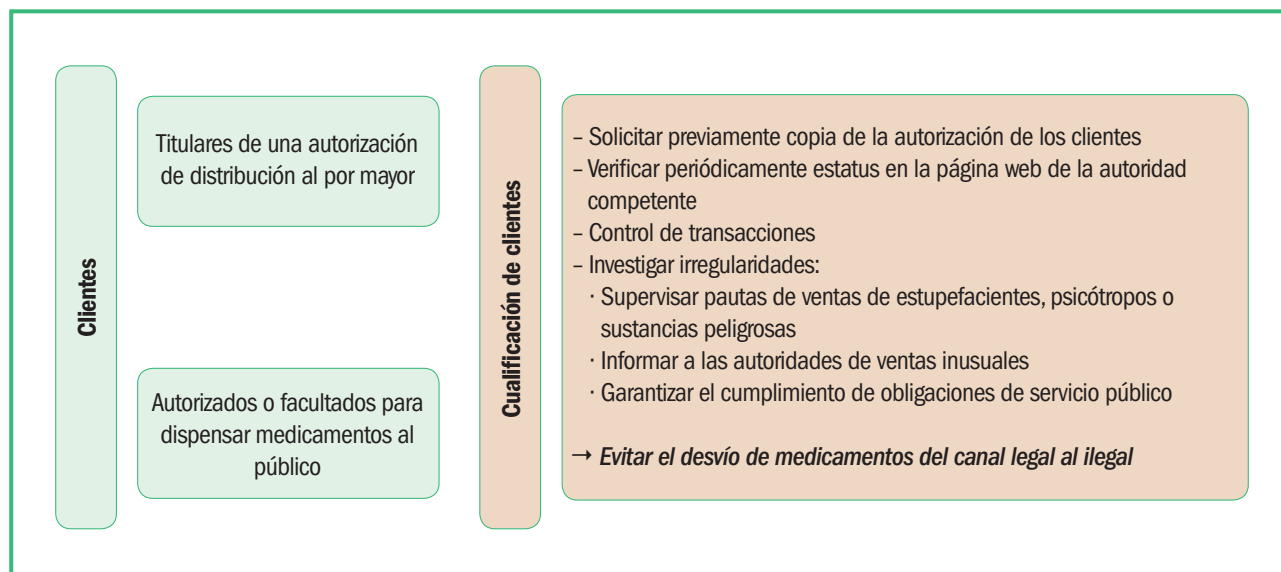 Clientes
Titulares de una autorización
de distribución al por mayor
Autorizados o facultados para
dispensar medicamentos al
público
Cualificación de clientes
– Solicitar previamente copia de la autorización de los clientes
– Verificar periódicamente estatus en la página web de la autoridad
competente
– Control de transacciones
– Investigar irregularidades:
· Supervisar pautas de ventas de estupefacientes, psicótropos o
sustancias peligrosas
· Informar a las autoridades de ventas inusuales
· Garantizar el cumplimiento de obligaciones de servicio público
→ Evitar el desvío de medicamentos del canal legal al ilegal